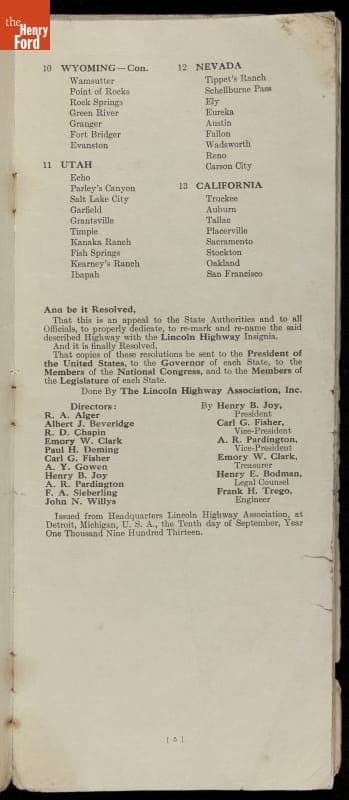 the
Henry
Ford
10 WYOMING—Con.
Wamsutter
Point of Rocks
Rock Springs
Green River
Granger
Fort Bridger
Evanston
11 UTAH
Echo
Parley's Canyon
Salt Lake City
Garfield
Grantsville
Timpie
Kanaka Ranch
Fish Springs
Kearney's Ranch
Ibapah
12 NEVADA
Tippet's Ranch
Schellburne Pass
Ely
Eureka
Austin
Fallon
Wadsworth
Reno
Carson City
13 CALIFORNIA
Truckee
Auburn
Tallac
Placerville
Sacramento
Stockton
Oakland
San Francisco
And be it Resolved,
That this is an appeal to the State Authorities and to all
Officials, to properly dedicate, to re-mark and re-name the said
described Highway with the Lincoln Highway Insignia.
And it is finally Resolved,
That copies of these resolutions be sent to the President of
the United States, to the Governor of each State, to the
Members of the National Congress, and to the Members of
the Legislature of each State.
Done By The Lincoln Highway Association, Inc.
Directors:
R. A. Alger
Albert J. Beveridge
R. D. Chapin
Emory W. Clark
Paul H. Deming
Carl G. Fisher
A. Y. Gowen
Henry B. Joy
A. R. Pardington
F. A. Sieberling
John N. Willys
By Henry B. Joy,
President
Carl G. Fisher,
Vice-President
A. R. Pardington,
Vice-President
Emory W. Clark,
Treasurer
Henry E. Bodman,
Legal Counsel
Frank H. Trego,
Engineer
Issued from Headquarters Lincoln Highway Association, at
Detroit, Michigan, U. S. A., the Tenth day of September, Year
One Thousand Nine Hundred Thirteen.
[ 5 ]